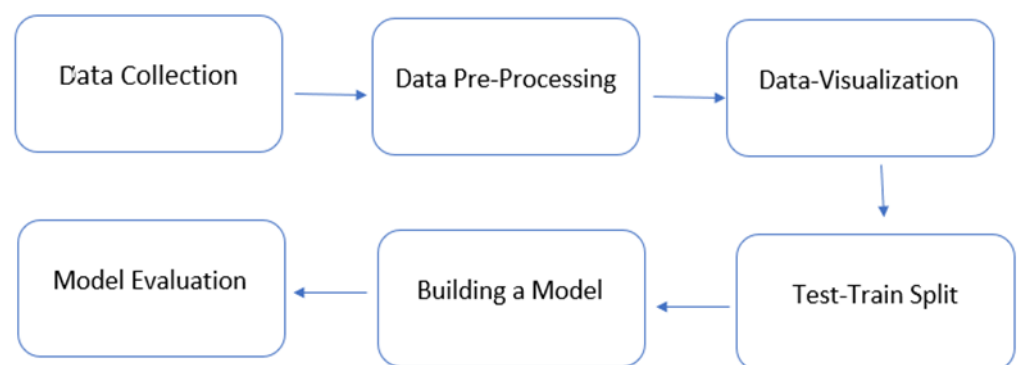 Data Collection
Data Pre-Processing
Data-Visualization
Test-Train Split
Building a Model
Model Evaluation